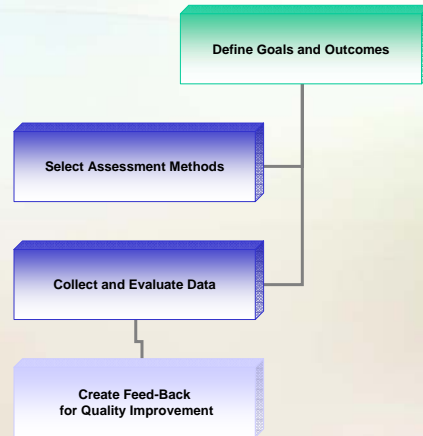 Define Goals and Outcomes
Select Assessment Methods
Collect and Evaluate Data
Create Feed-Back
for Quality Improvement